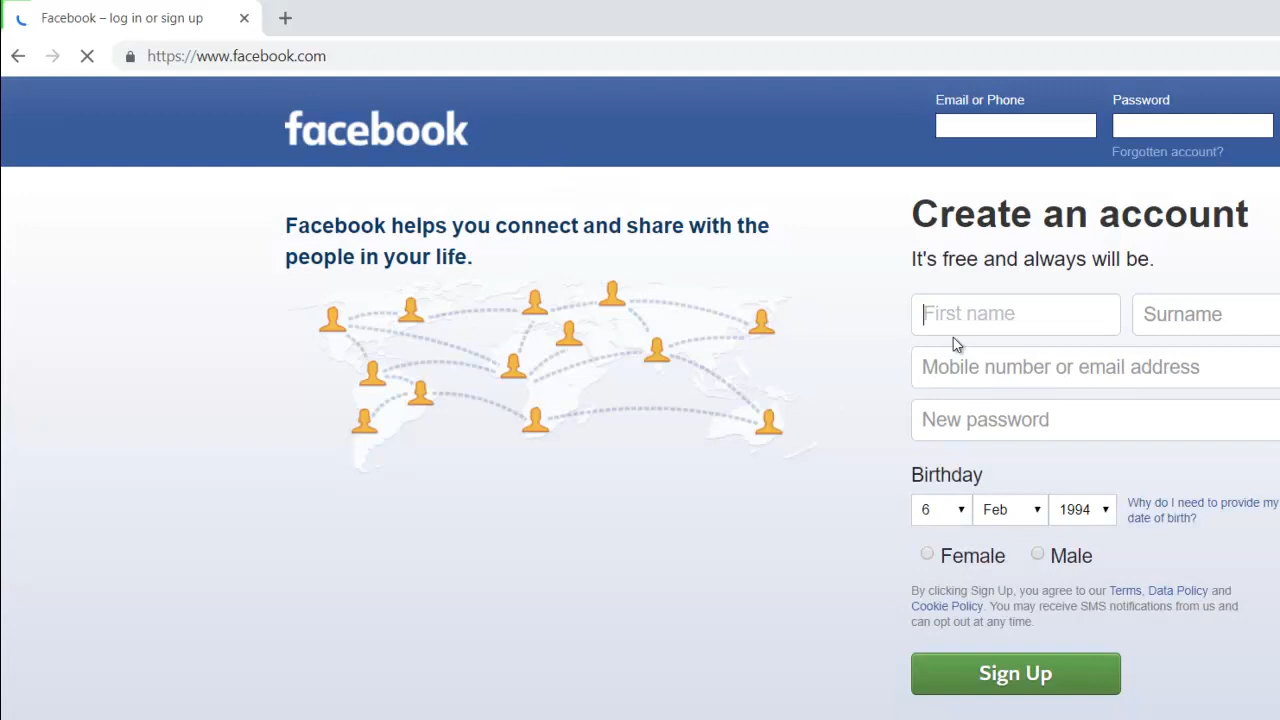 Facebook – log in or sign up
https://www.facebook.com
facebook
Email or Phone
Password
Forgotten account?
Facebook helps you connect and share with the
people in your life.
Create an account
It's free and always will be.
First name
Surname
Mobile number or email address
New password
Birthday
6 Feb 1994
Why do I need to provide my
date of birth?
Female Male
By clicking Sign Up, you agree to our Terms, Data Policy and
Cookie Policy. You may receive SMS notifications from us and
can opt out at any time.
Sign Up